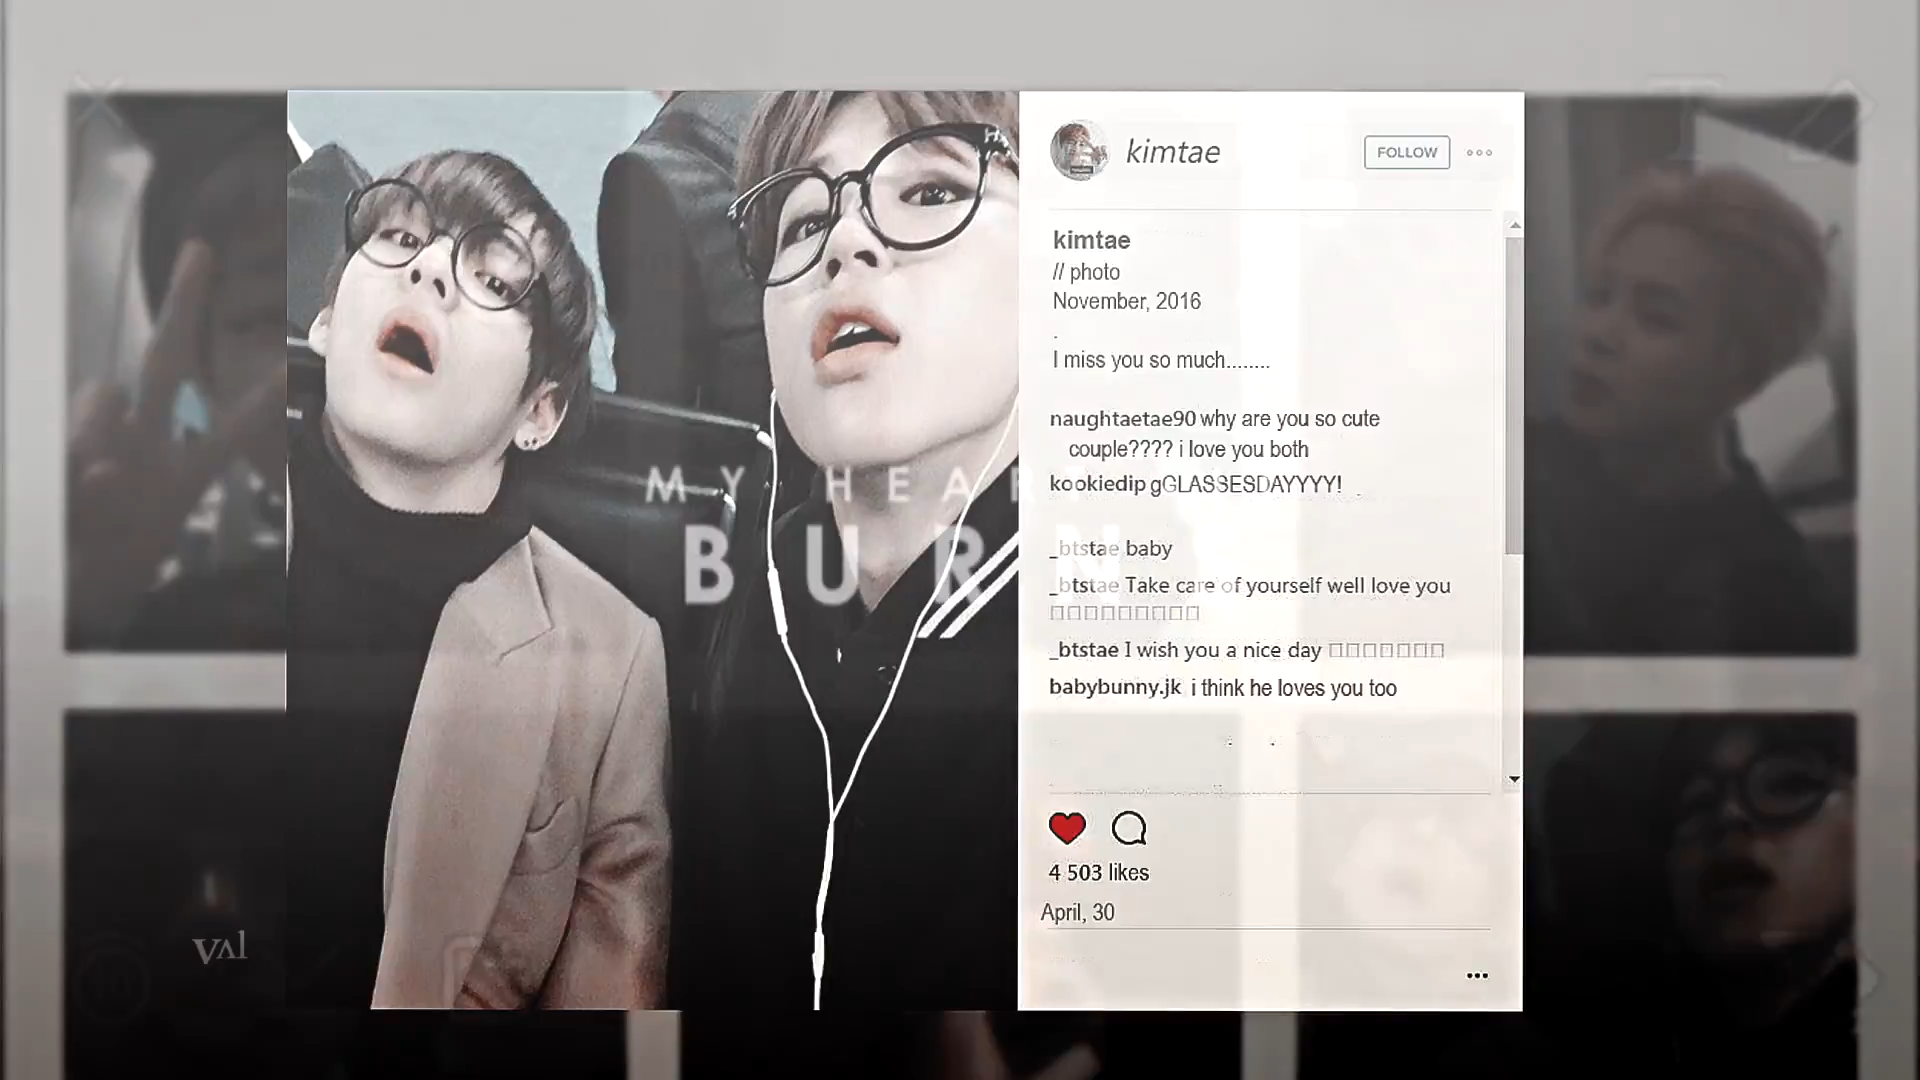 kimtae
FOLLOW
kimtae
// photo
November, 2016
.
I miss you so much........
naughtaetae90 why are you so cute
couple???? i love you both
kookiedip gGLASSESDAYYYY!
MY HEART
BURN
_btstae baby
_btstae Take care of yourself well love you
_btstae I wish you a nice day
babybunny.jk i think he loves you too
4 503 likes
April, 30
vʌl